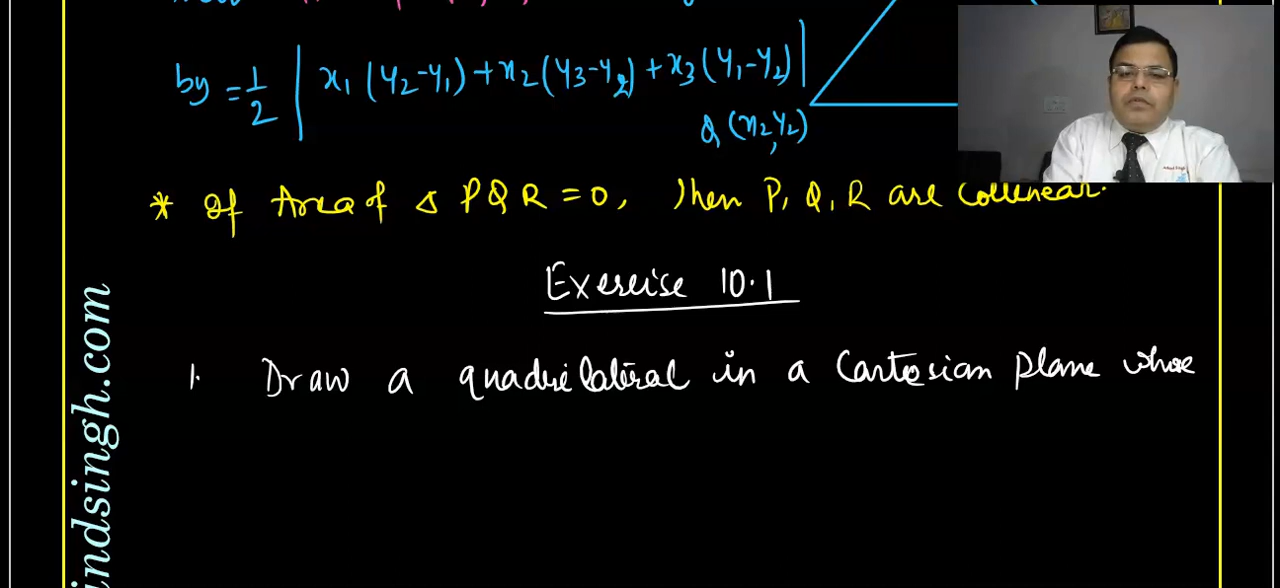 by = 1/2 | x₁ (y₂-y₁) + x₂ (y₃-y₂) + x₃ (y₁-y₂) |
Q (x₂, y₂)
* If Area of Δ PQR = 0, Then P, Q, R are Collinear.
Exercise 10.1
1. Draw a quadrilateral in a Cartesian plane whose
indsingh.com